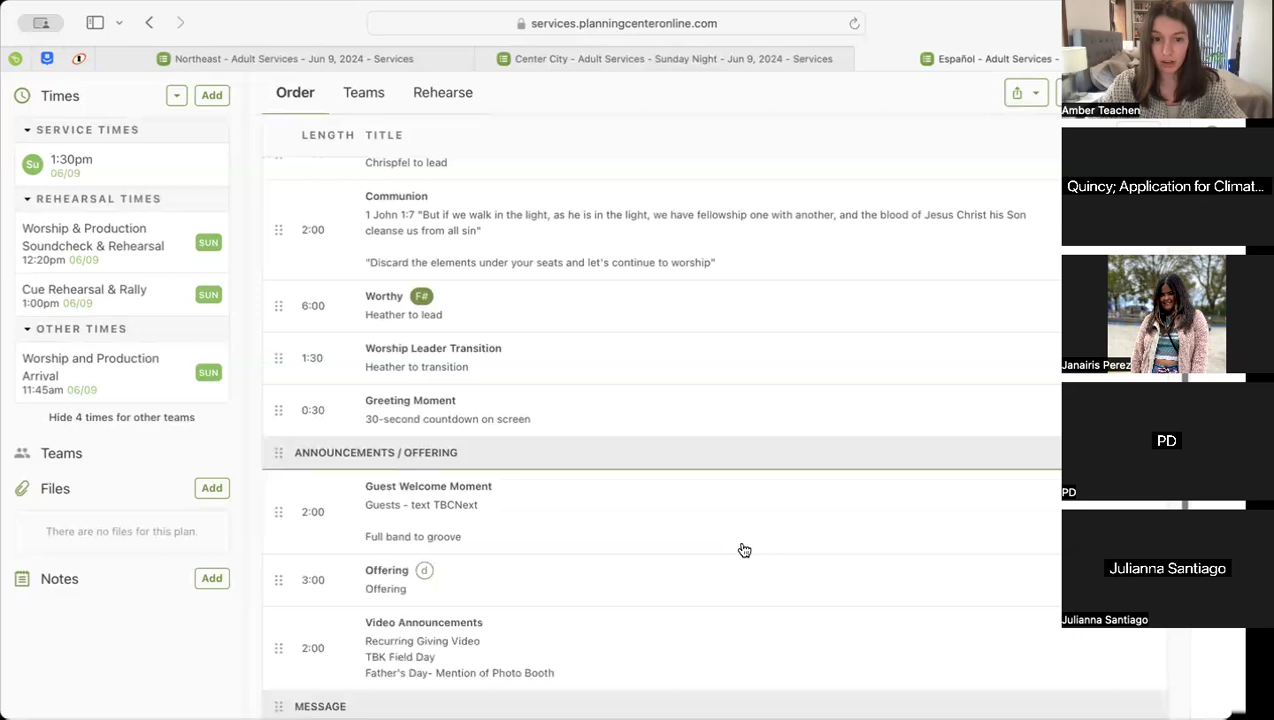 services.planningcenteronline.com
Northeast - Adult Services - Jun 9, 2024 - Services
Center City - Adult Services - Sunday Night - Jun 9, 2024 - Services
Español - Adult Services -
Times
Add
SERVICE TIMES
Su
1:30pm
06/09
REHEARSAL TIMES
Worship & Production
Soundcheck & Rehearsal
12:20pm 06/09
SUN
Cue Rehearsal & Rally
1:00pm 06/09
SUN
OTHER TIMES
Worship and Production
Arrival
11:45am 06/09
SUN
Hide 4 times for other teams
Teams
Files
Add
There are no files for this plan.
Notes
Add
Order
Teams
Rehearse
LENGTH TITLE
Chrispfel to lead
Communion
2:00
1 John 1:7 "But if we walk in the light, as he is in the light, we have fellowship one with another, and the blood of Jesus Christ his Son
cleanse us from all sin"
"Discard the elements under your seats and let's continue to worship"
6:00
Worthy F#
Heather to lead
1:30
Worship Leader Transition
Heather to transition
0:30
Greeting Moment
30-second countdown on screen
ANNOUNCEMENTS / OFFERING
2:00
Guest Welcome Moment
Guests - text TBCNext
Full band to groove
3:00
Offering d
Offering
2:00
Video Announcements
Recurring Giving Video
TBK Field Day
Father's Day- Mention of Photo Booth
MESSAGE
Amber Teachen
Quincy; Application for Climat...
Janairis Perez
PD
PD
Julianna Santiago
Julianna Santiago